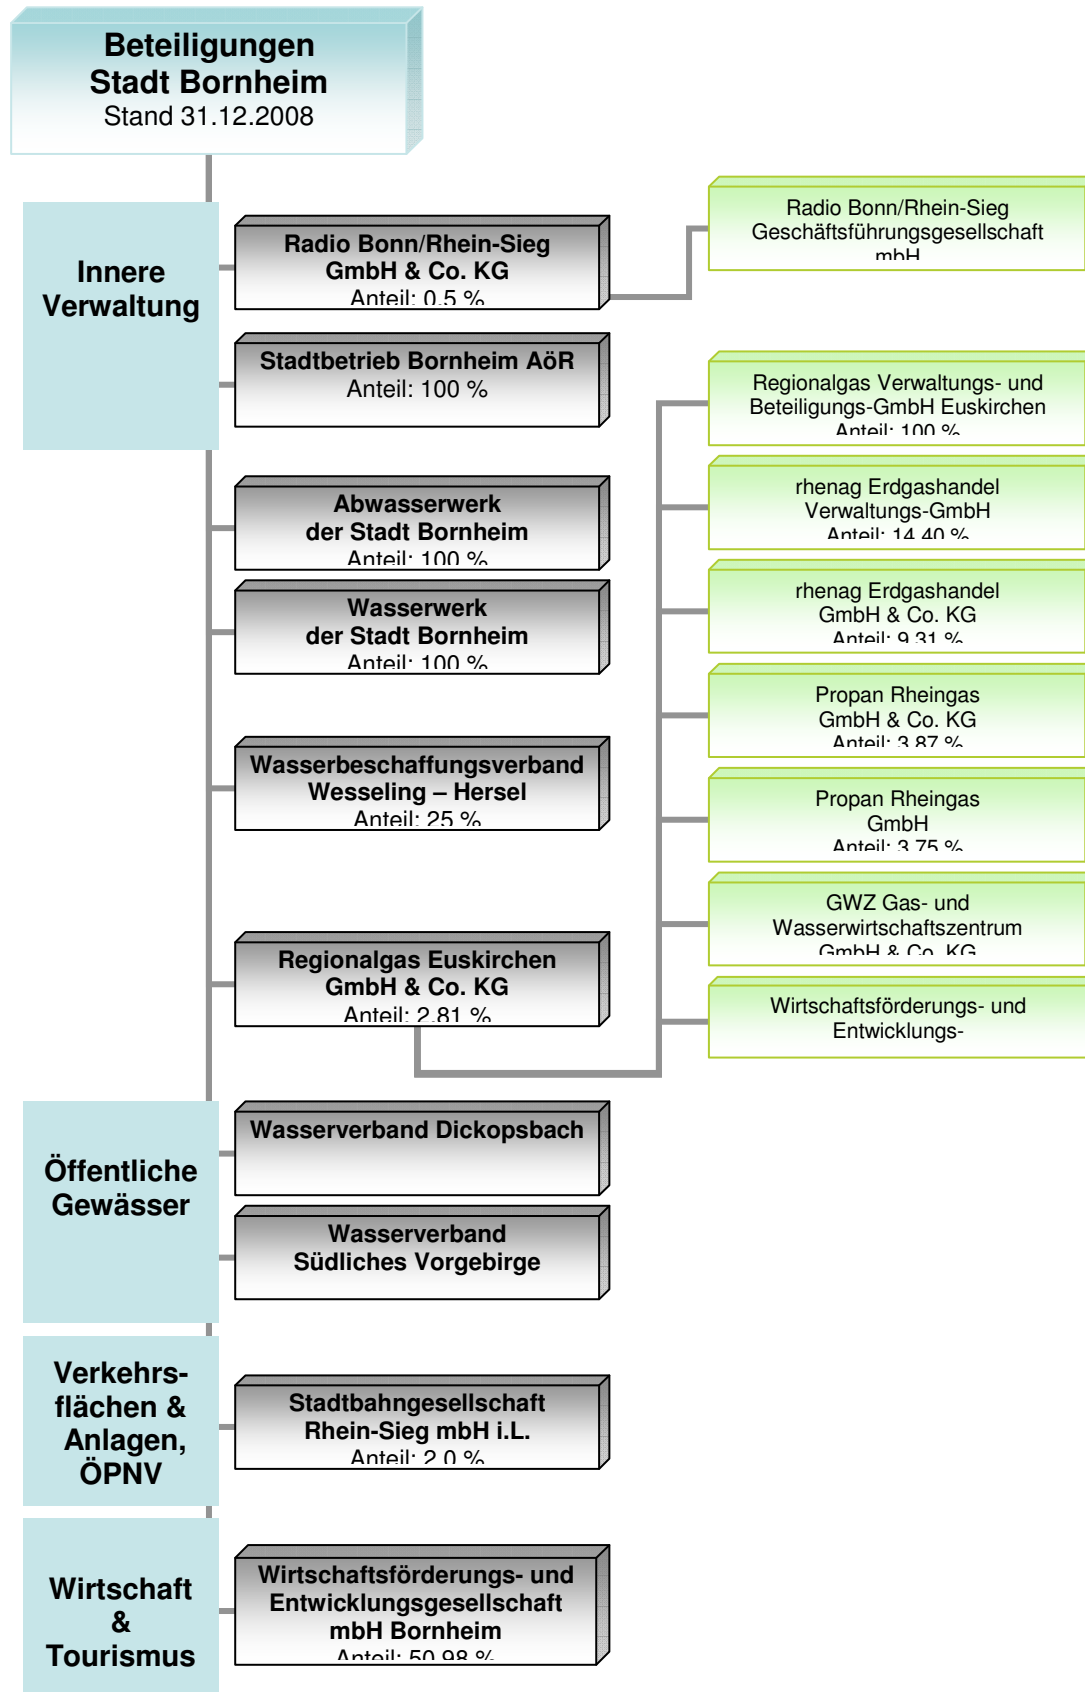 Beteiligungen
Stadt Bornheim
Stand 31.12.2008
Innere
Verwaltung
Radio Bonn/Rhein-Sieg
GmbH & Co. KG
Anteil: 0.5 %
Radio Bonn/Rhein-Sieg
Geschäftsführungsgesellschaft
mbH
Stadtbetrieb Bornheim AöR
Anteil: 100 %
Abwasserwerk
der Stadt Bornheim
Anteil: 100 %
Wasserwerk
der Stadt Bornheim
Anteil: 100 %
Wasserbeschaffungsverband
Wesseling – Hersel
Anteil: 25 %
Regionalgas Euskirchen
GmbH & Co. KG
Anteil: 2.81 %
Regionalgas Verwaltungs- und
Beteiligungs-GmbH Euskirchen
Anteil: 100 %
rhenag Erdgashandel
Verwaltungs-GmbH
Anteil: 14.40 %
rhenag Erdgashandel
GmbH & Co. KG
Anteil: 9.31 %
Propan Rheingas
GmbH & Co. KG
Anteil: 3.87 %
Propan Rheingas
GmbH
Anteil: 3.75 %
GWZ Gas- und
Wasserwirtschaftszentrum
GmbH & Co. KG
Wirtschaftsförderungs- und
Entwicklungs-
Öffentliche
Gewässer
Wasserverband Dickopsbach
Wasserverband
Südliches Vorgebirge
Verkehrs-
flächen &
Anlagen,
ÖPNV
Stadtbahngesellschaft
Rhein-Sieg mbH i.L.
Anteil: 2.0 %
Wirtschaft
&
Tourismus
Wirtschaftsförderungs- und
Entwicklungsgesellschaft
mbH Bornheim
Anteil: 50.98 %